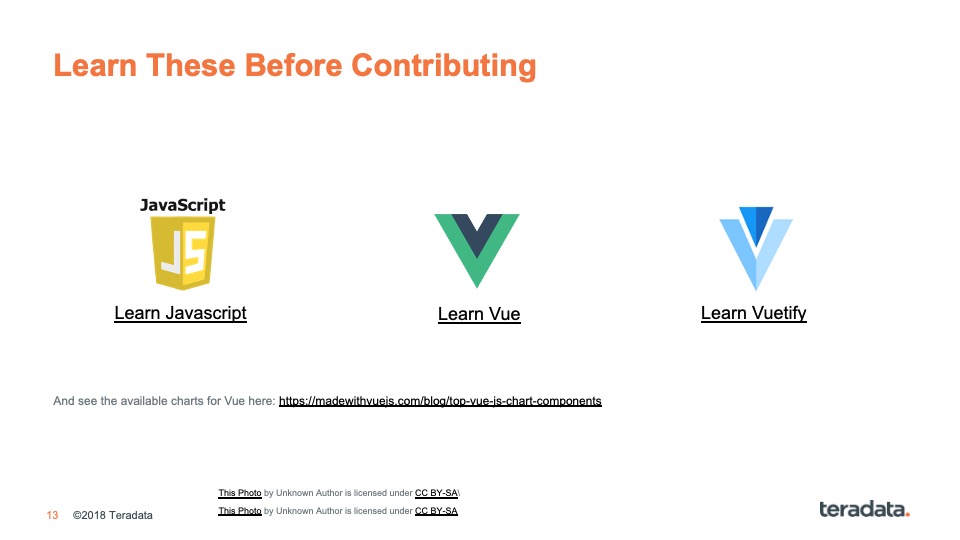 Learn These Before Contributing
JavaScript
JS
Learn Javascript
Learn Vue
Learn Vuetify
And see the available charts for Vue here: https://madewithvuejs.com/blog/top-vue-js-chart-components
This Photo by Unknown Author is licensed under CC BY-SA\
This Photo by Unknown Author is licensed under CC BY-SA
13 ©2018 Teradata
teradata.